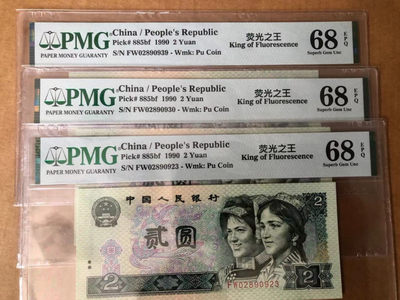 PMG
PAPER MONEY GUARANTY
China / People's Republic
Pick# 885bf 1990 2 Yuan
S/N FW02890939 - Wmk: Pu Coin
荧光之王
King of Fluorescence
68 EPQ
Superb Gem Unc
PMG
PAPER MONEY GUARANTY
China / People's Republic
Pick# 885bf 1990 2 Yuan
S/N FW02890930 - Wmk: Pu Coin
荧光之王
King of Fluorescence
68 EPQ
Superb Gem Unc
PMG
PAPER MONEY GUARANTY
China / People's Republic
Pick# 885bf 1990 2 Yuan
S/N FW02890923 - Wmk: Pu Coin
荧光之王
King of Fluorescence
68 EPQ
Superb Gem Unc
中国人民银行
贰圆
2
FW02890923
2
2